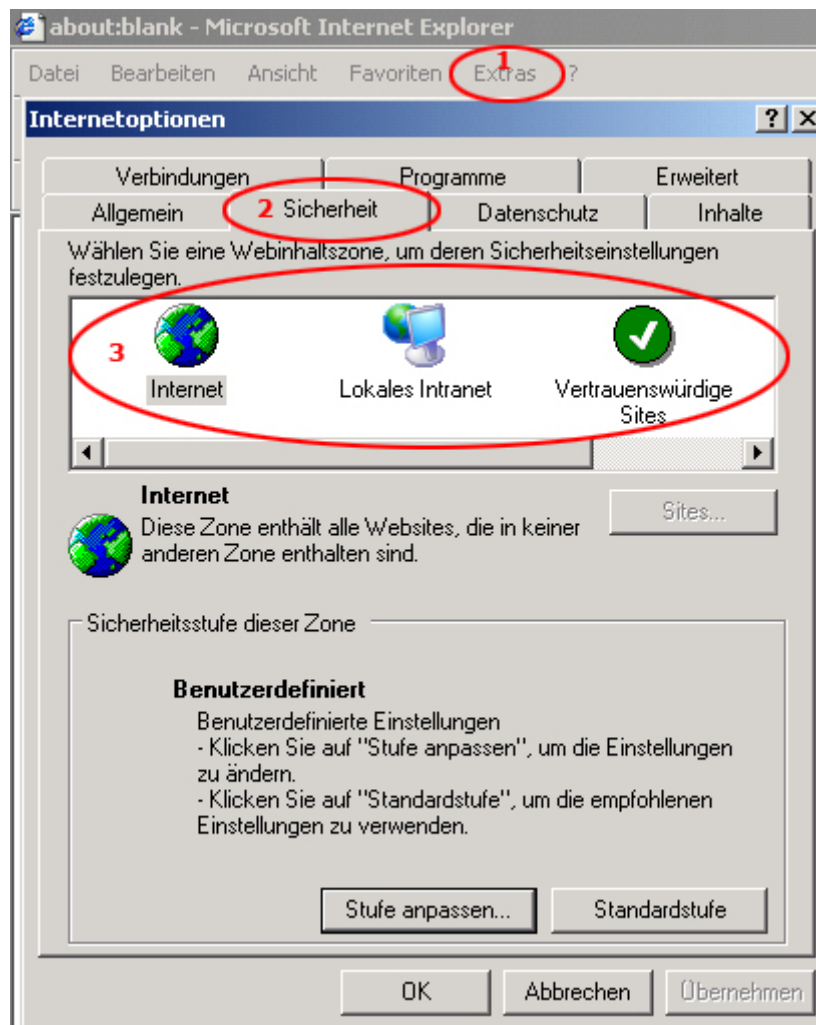 about:blank - Microsoft Internet Explorer
Datei Bearbeiten Ansicht Favoriten Extras ?
1
Internetoptionen
Verbindungen Programme Erweitert
Allgemein 2 Sicherheit Datenschutz Inhalte
Wählen Sie eine Webinhaltszone, um deren Sicherheitseinstellungen
festzulegen.
3
Internet Lokales Intranet Vertrauenswürdige
Sites
Internet
Diese Zone enthält alle Websites, die in keiner
anderen Zone enthalten sind.
Sites...
Sicherheitsstufe dieser Zone
Benutzerdefiniert
Benutzerdefinierte Einstellungen
- Klicken Sie auf "Stufe anpassen", um die Einstellungen
zu ändern.
- Klicken Sie auf "Standardstufe", um die empfohlenen
Einstellungen zu verwenden.
Stufe anpassen... Standardstufe
OK Abbrechen Übernehmen